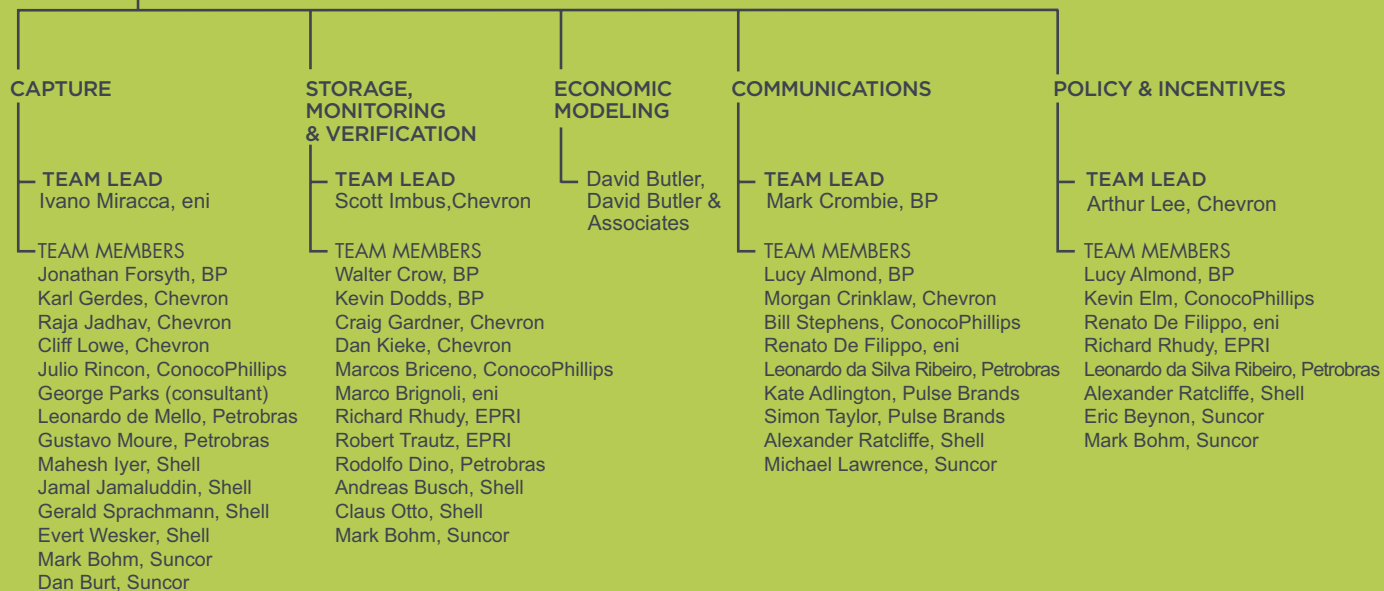 CAPTURE
TEAM LEAD
Ivano Miracca, eni
TEAM MEMBERS
Jonathan Forsyth, BP
Karl Gerdes, Chevron
Raja Jadhav, Chevron
Cliff Lowe, Chevron
Julio Rincon, ConocoPhillips
George Parks (consultant)
Leonardo de Mello, Petrobras
Gustavo Moure, Petrobras
Mahesh Iyer, Shell
Jamal Jamaluddin, Shell
Gerald Sprachmann, Shell
Evert Wesker, Shell
Mark Bohm, Suncor
Dan Burt, Suncor
STORAGE,
MONITORING
& VERIFICATION
TEAM LEAD
Scott Imbus,Chevron
TEAM MEMBERS
Walter Crow, BP
Kevin Dodds, BP
Craig Gardner, Chevron
Dan Kieke, Chevron
Marcos Briceno, ConocoPhillips
Marco Brignoli, eni
Richard Rhudy, EPRI
Robert Trautz, EPRI
Rodolfo Dino, Petrobras
Andreas Busch, Shell
Claus Otto, Shell
Mark Bohm, Suncor
ECONOMIC
MODELING
David Butler,
David Butler &
Associates
COMMUNICATIONS
TEAM LEAD
Mark Crombie, BP
TEAM MEMBERS
Lucy Almond, BP
Morgan Crinklaw, Chevron
Bill Stephens, ConocoPhillips
Renato De Filippo, eni
Leonardo da Silva Ribeiro, Petrobras
Kate Adlington, Pulse Brands
Simon Taylor, Pulse Brands
Alexander Ratcliffe, Shell
Michael Lawrence, Suncor
POLICY & INCENTIVES
TEAM LEAD
Arthur Lee, Chevron
TEAM MEMBERS
Lucy Almond, BP
Kevin Elm, ConocoPhillips
Renato De Filippo, eni
Richard Rhudy, EPRI
Leonardo da Silva Ribeiro, Petrobras
Alexander Ratcliffe, Shell
Eric Beynon, Suncor
Mark Bohm, Suncor